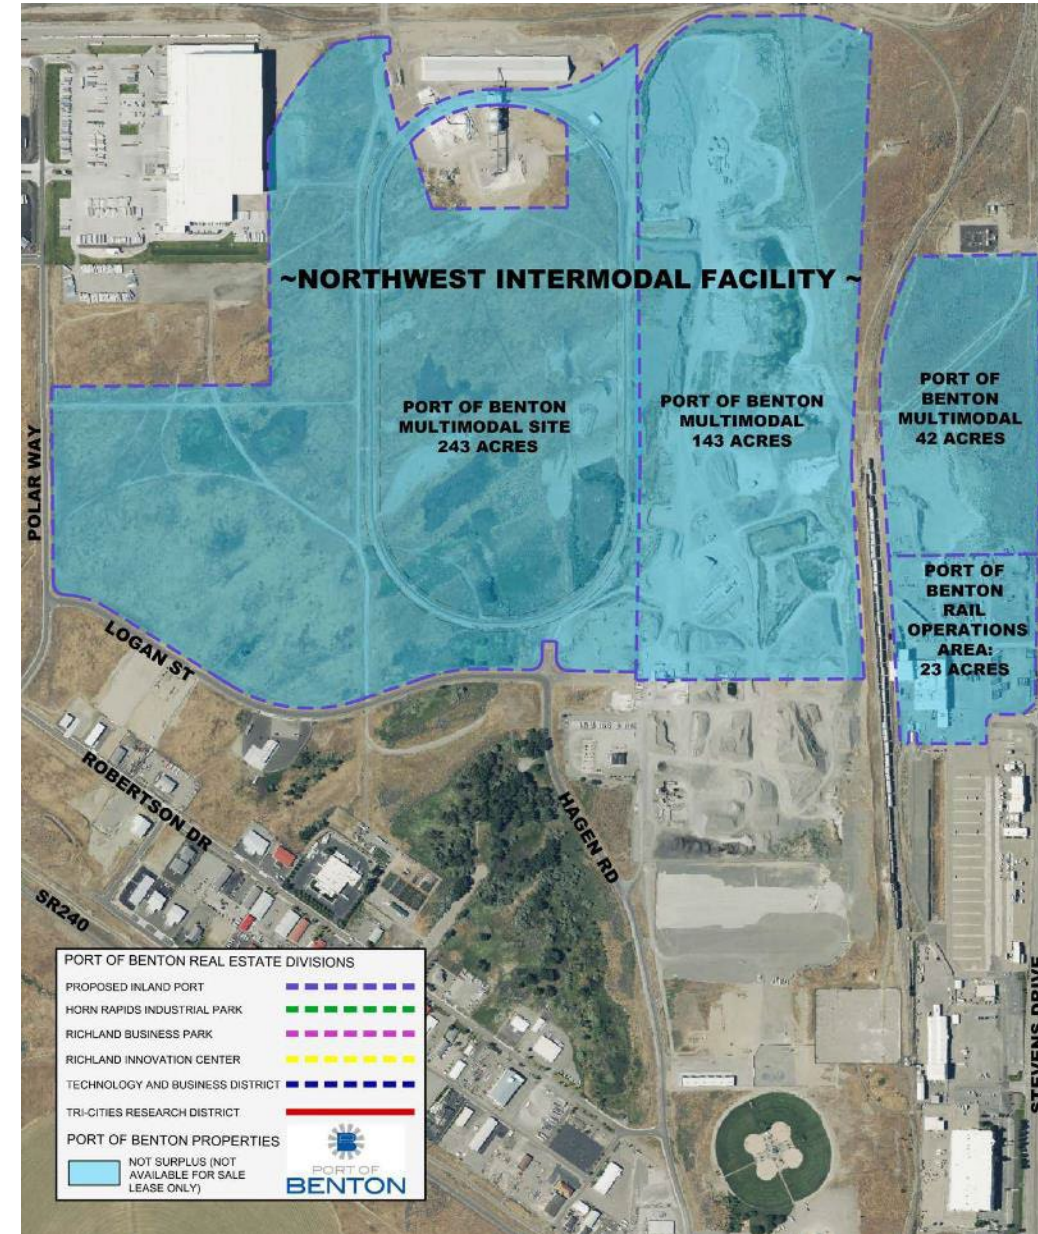 ~NORTHWEST INTERMODAL FACILITY ~
PORT OF BENTON
MULTIMODAL SITE
243 ACRES
PORT OF BENTON
MULTIMODAL
143 ACRES
PORT OF
BENTON
MULTIMODAL
42 ACRES
PORT OF
BENTON
RAIL
OPERATIONS
AREA:
23 ACRES
POLAR WAY
LOGAN ST
ROBERTSON DR
HAGEN RD
SR240
STEVENS DRIVE
PORT OF BENTON REAL ESTATE DIVISIONS
PROPOSED INLAND PORT
HORN RAPIDS INDUSTRIAL PARK
RICHLAND BUSINESS PARK
RICHLAND INNOVATION CENTER
TECHNOLOGY AND BUSINESS DISTRICT
TRI-CITIES RESEARCH DISTRICT
PORT OF BENTON PROPERTIES
NOT SURPLUS (NOT
AVAILABLE FOR SALE
LEASE ONLY)
B
PORT OF
BENTON